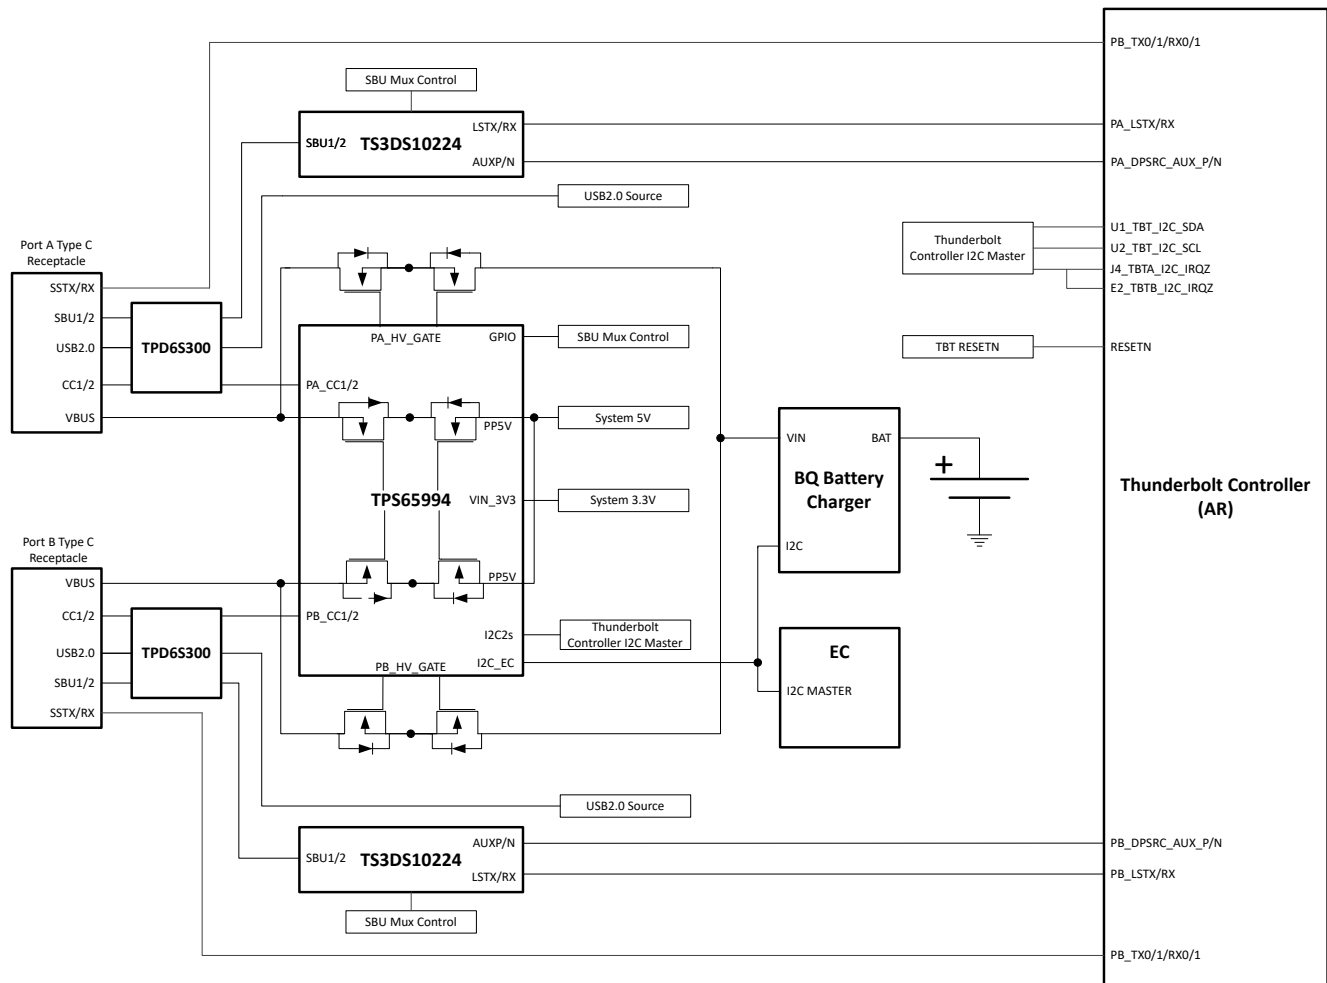 PB_TX0/1/RX0/1
SBU Mux Control
LSTX/RX
SBU1/2
TS3DS10224
AUXP/N
PA_LSTX/RX
PA_DPSRC_AUX_P/N
USB2.0 Source
Port A Type C
Receptacle
SSTX/RX
SBU1/2
USB2.0
CC1/2
VBUS
TPD6S300
Thunderbolt
Controller I2C Master
U1_TBT_I2C_SDA
U2_TBT_I2C_SCL
J4_TBTA_I2C_IRQZ
E2_TBTB_I2C_IRQZ
PA_HV_GATE
GPIO
SBU Mux Control
TBT RESETN
RESETN
PA_CC1/2
PP5V
System 5V
TPS65994
VIN_3V3
System 3.3V
VIN
BAT
BQ Battery
Charger
I2C
+
Thunderbolt Controller
(AR)
Port B Type C
Receptacle
VBUS
CC1/2
USB2.0
SBU1/2
SSTX/RX
TPD6S300
PP5V
PB_CC1/2
I2C2s
Thunderbolt
Controller I2C Master
PB_HV_GATE
I2C_EC
EC
I2C MASTER
USB2.0 Source
AUXP/N
SBU1/2
TS3DS10224
LSTX/RX
SBU Mux Control
PB_DPSRC_AUX_P/N
PB_LSTX/RX
PB_TX0/1/RX0/1